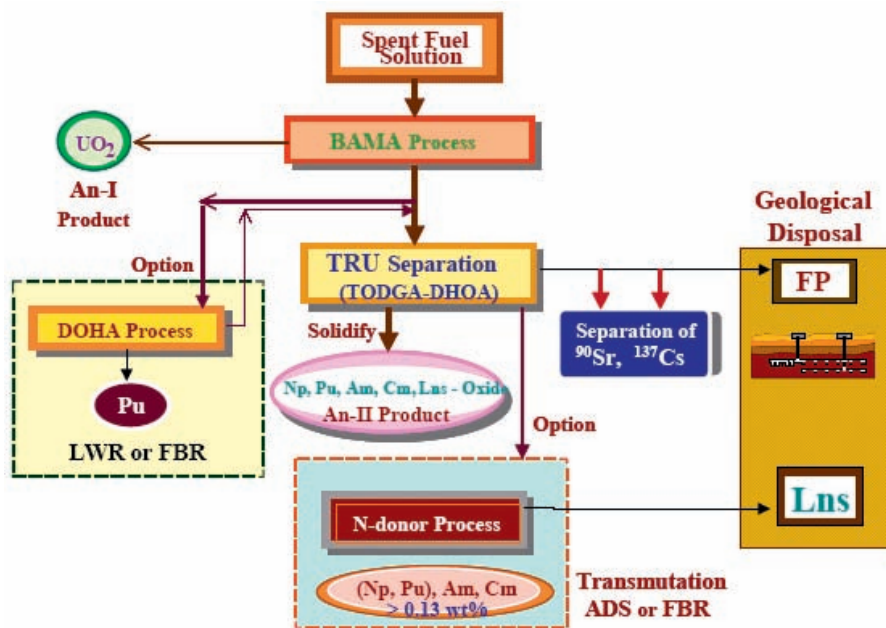 Spent Fuel
Solution
BAMA Process
UO2
An-I
Product
Option
DOHA Process
Pu
LWR or FBR
TRU Separation
(TODGA-DHOA)
Solidify
Np, Pu, Am, Cm, Lns - Oxide
An-II Product
Option
Separation of
90Sr, 137Cs
N-donor Process
(Np, Pu), Am, Cm
> 0.13 wt%
Transmutation
ADS or FBR
Geological
Disposal
FP
Lns